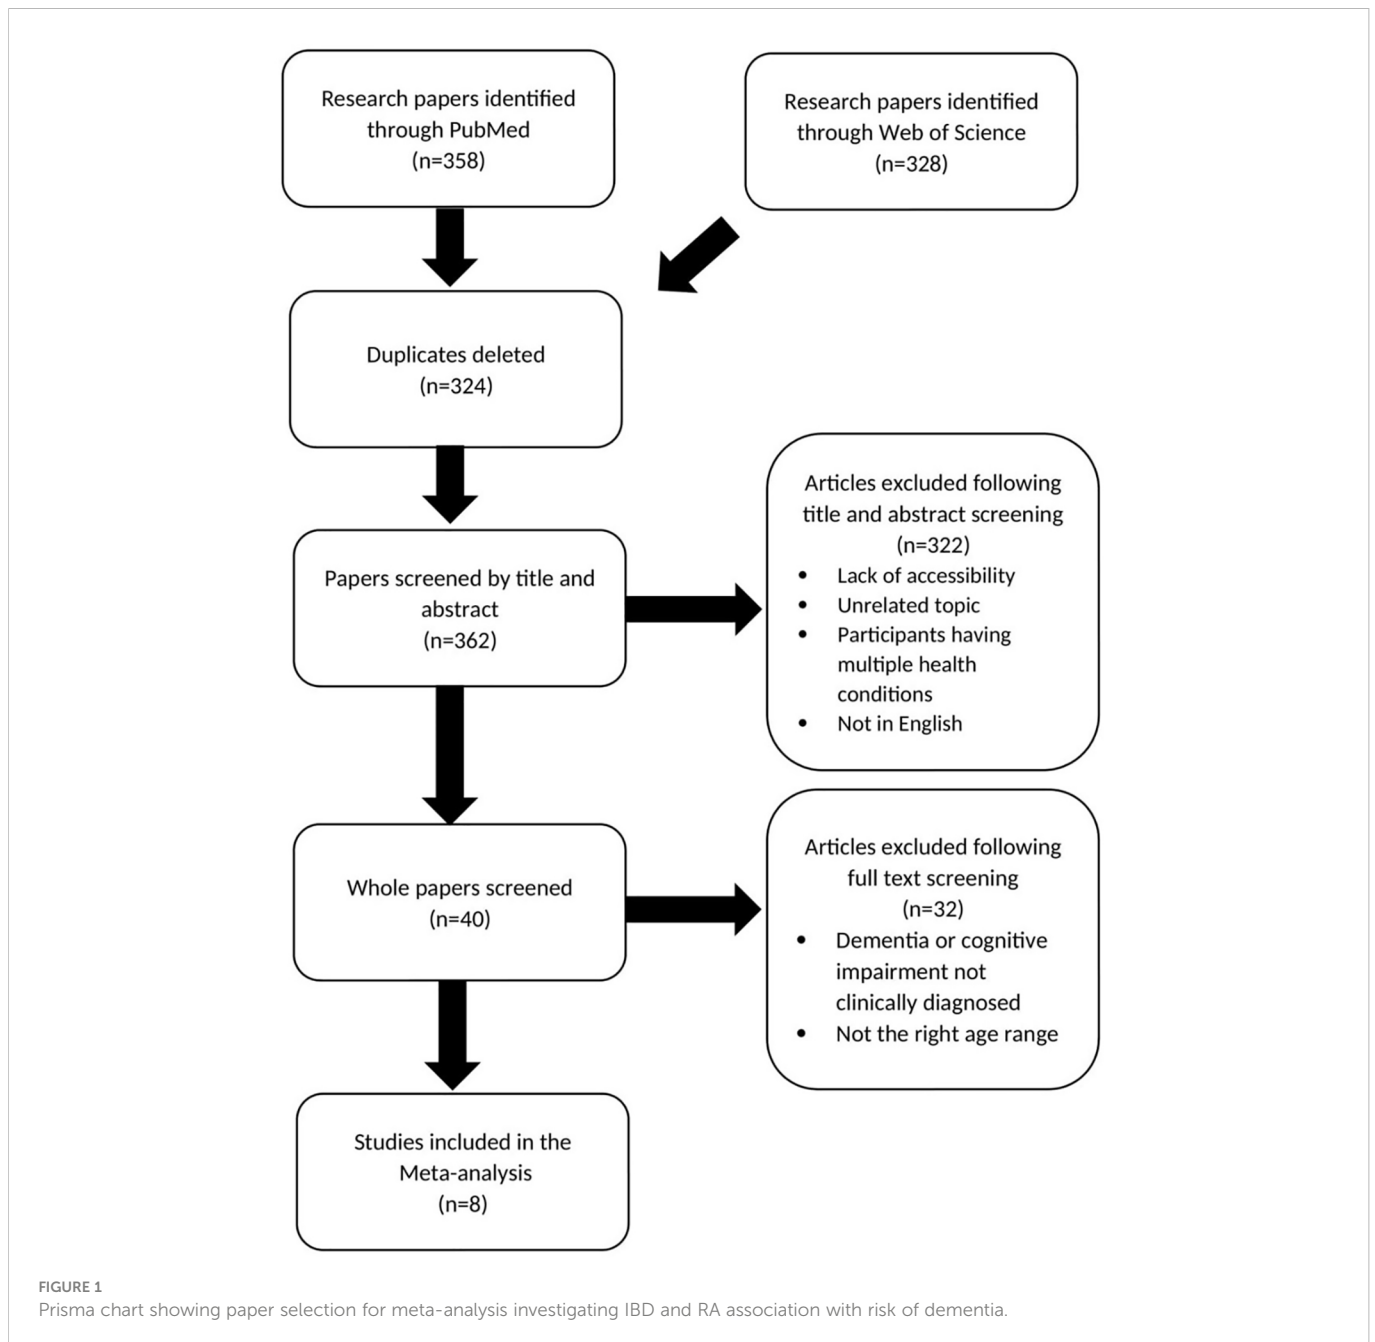 Research papers identified
through PubMed
(n=358)
Research papers identified
through Web of Science
(n=328)
Duplicates deleted
(n=324)
Papers screened by title and
abstract
(n=362)
Articles excluded following
title and abstract screening
(n=322)
• Lack of accessibility
• Unrelated topic
• Participants having
multiple health
conditions
• Not in English
Whole papers screened
(n=40)
Articles excluded following
full text screening
(n=32)
• Dementia or cognitive
impairment not
clinically diagnosed
• Not the right age range
Studies included in the
Meta-analysis
(n=8)
FIGURE 1
Prisma chart showing paper selection for meta-analysis investigating IBD and RA association with risk of dementia.